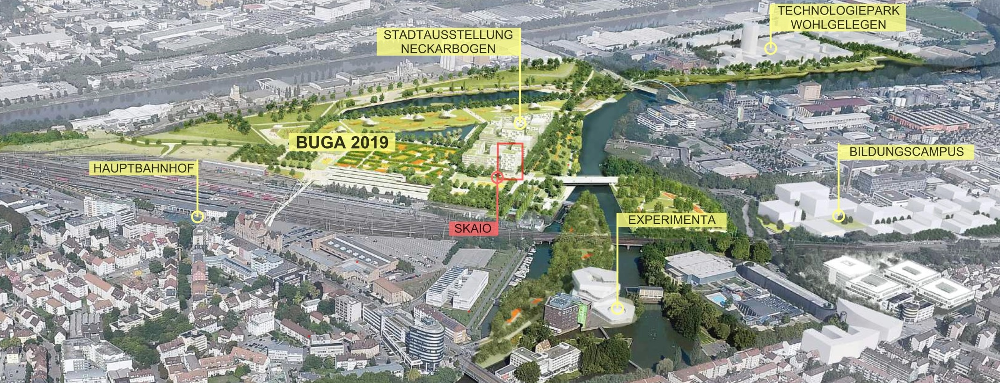 TECHNOLOGIEPARK
WOHLGELEGEN
STADTAUSSTELLUNG
NECKARBOGEN
BUGA 2019
BILDUNGSCAMPUS
HAUPTBAHNHOF
EXPERIMENTA
SKAIO